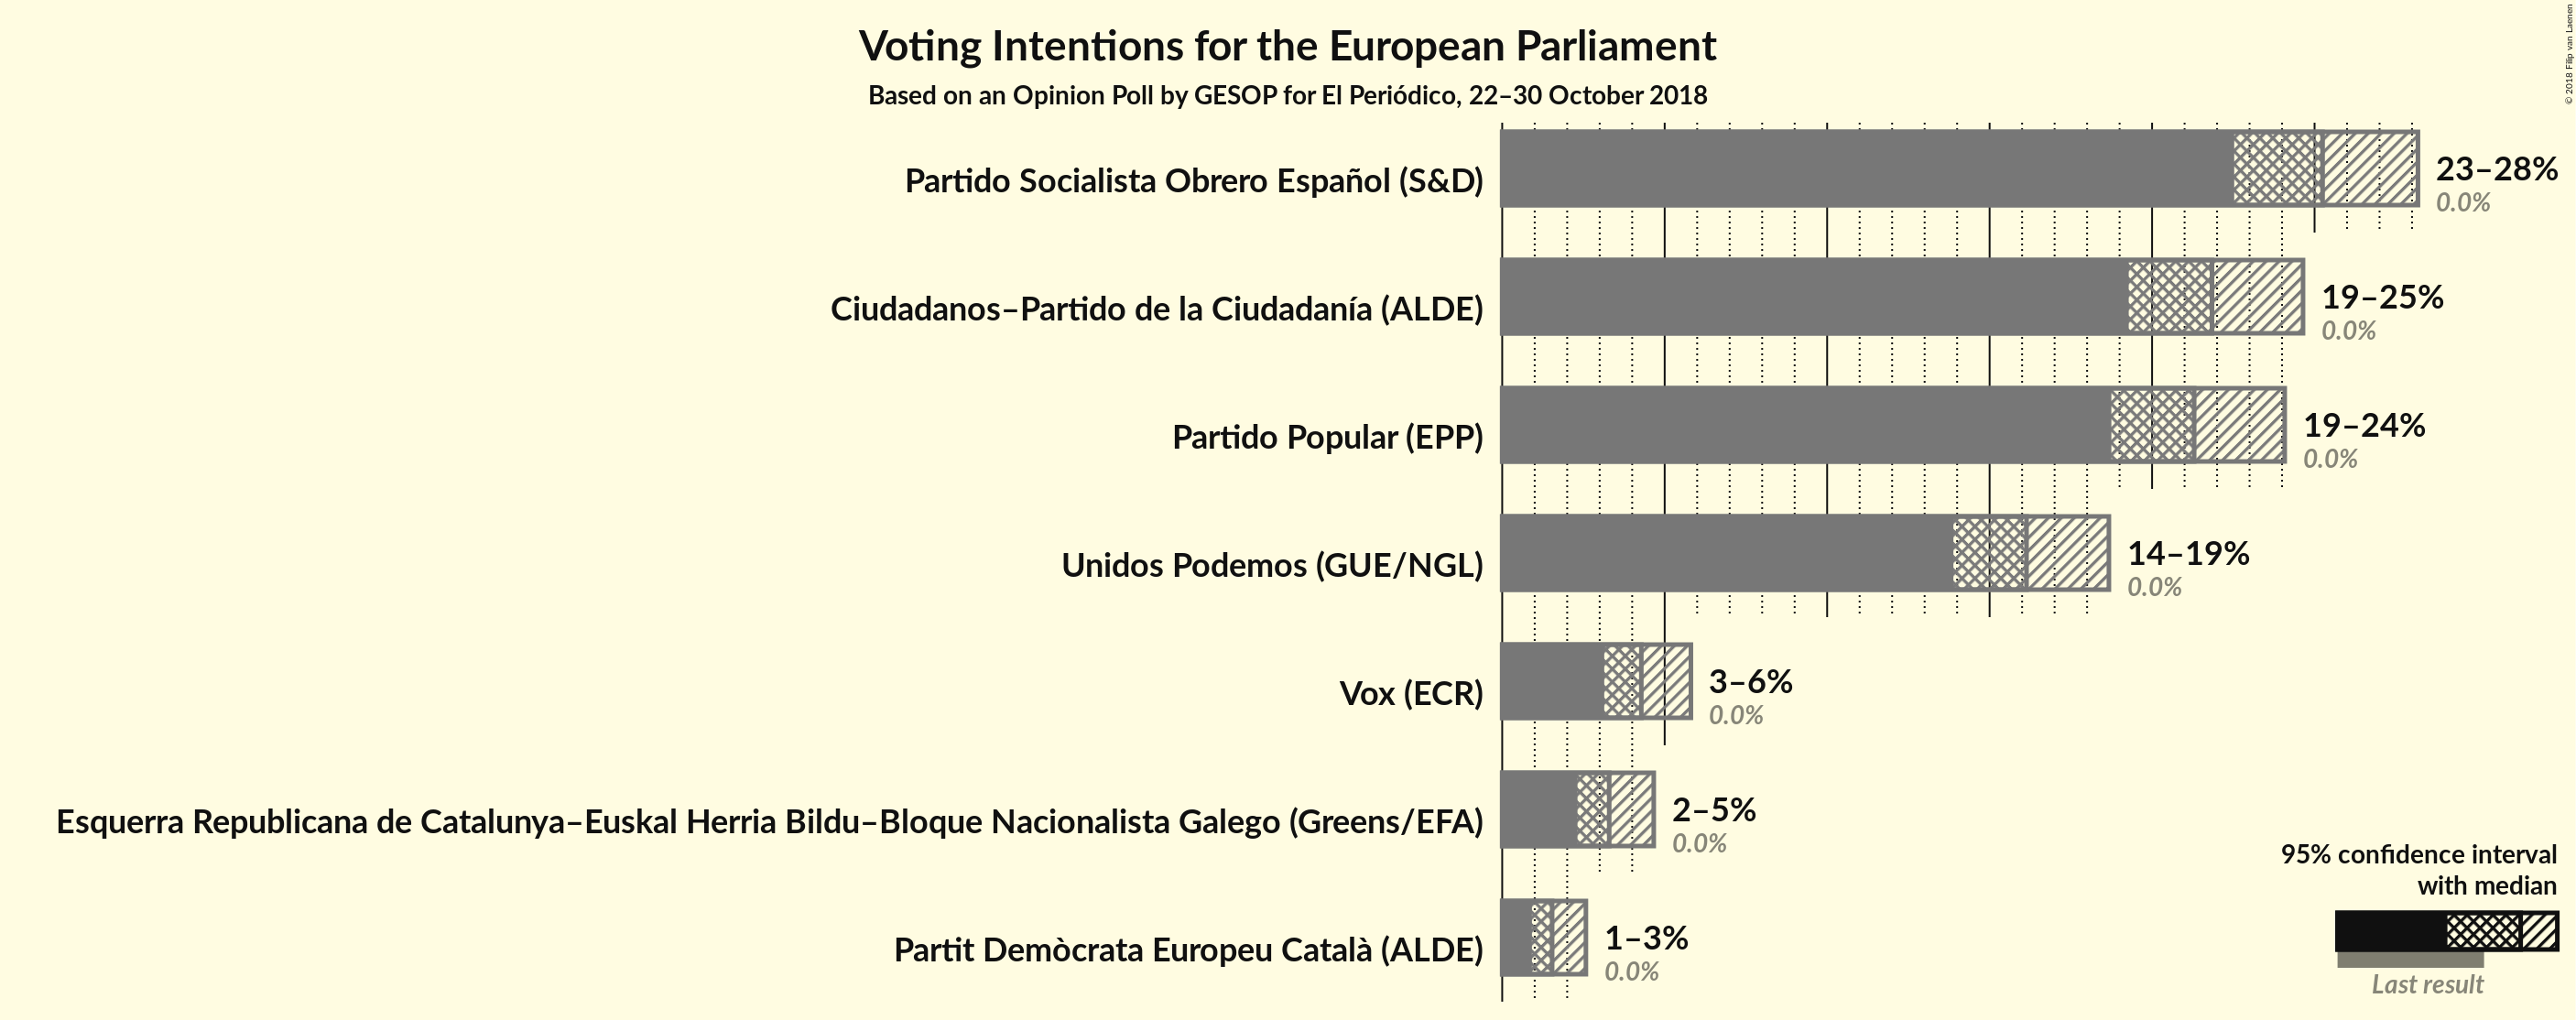 Voting Intentions for the European Parliament
Based on an Opinion Poll by GESOP for El Periódico, 22–30 October 2018
© 2018 Filip van Laenen
Partido Socialista Obrero Español (S&D)
23–28%
0.0%
Ciudadanos–Partido de la Ciudadanía (ALDE)
19–25%
0.0%
Partido Popular (EPP)
19–24%
0.0%
Unidos Podemos (GUE/NGL)
14–19%
0.0%
Vox (ECR)
3–6%
0.0%
Esquerra Republicana de Catalunya–Euskal Herria Bildu–Bloque Nacionalista Galego (Greens/EFA)
2–5%
0.0%
Partit Demòcrata Europeu Català (ALDE)
1–3%
0.0%
95% confidence interval
with median
Last result